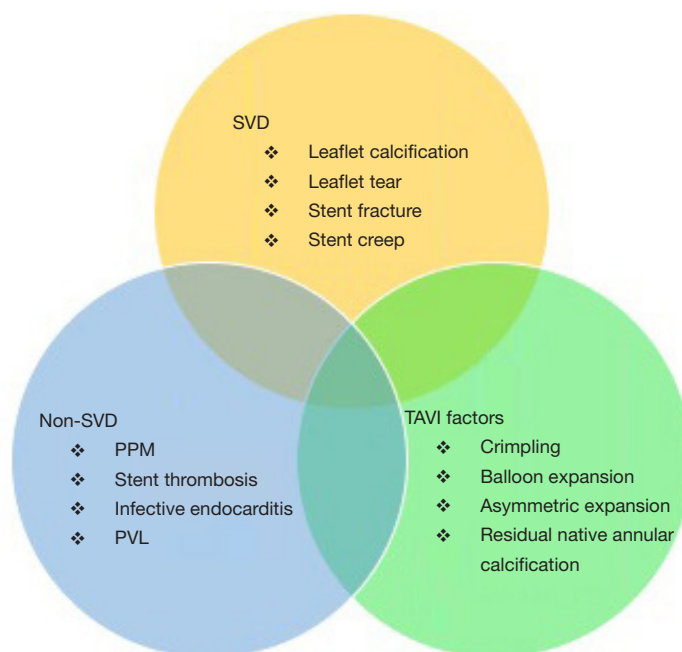 SVD
❖ Leaflet calcification
❖ Leaflet tear
❖ Stent fracture
❖ Stent creep
Non-SVD
❖ PPM
❖ Stent thrombosis
❖ Infective endocarditis
❖ PVL
TAVI factors
❖ Crimpling
❖ Balloon expansion
❖ Asymmetric expansion
❖ Residual native annular
calcification